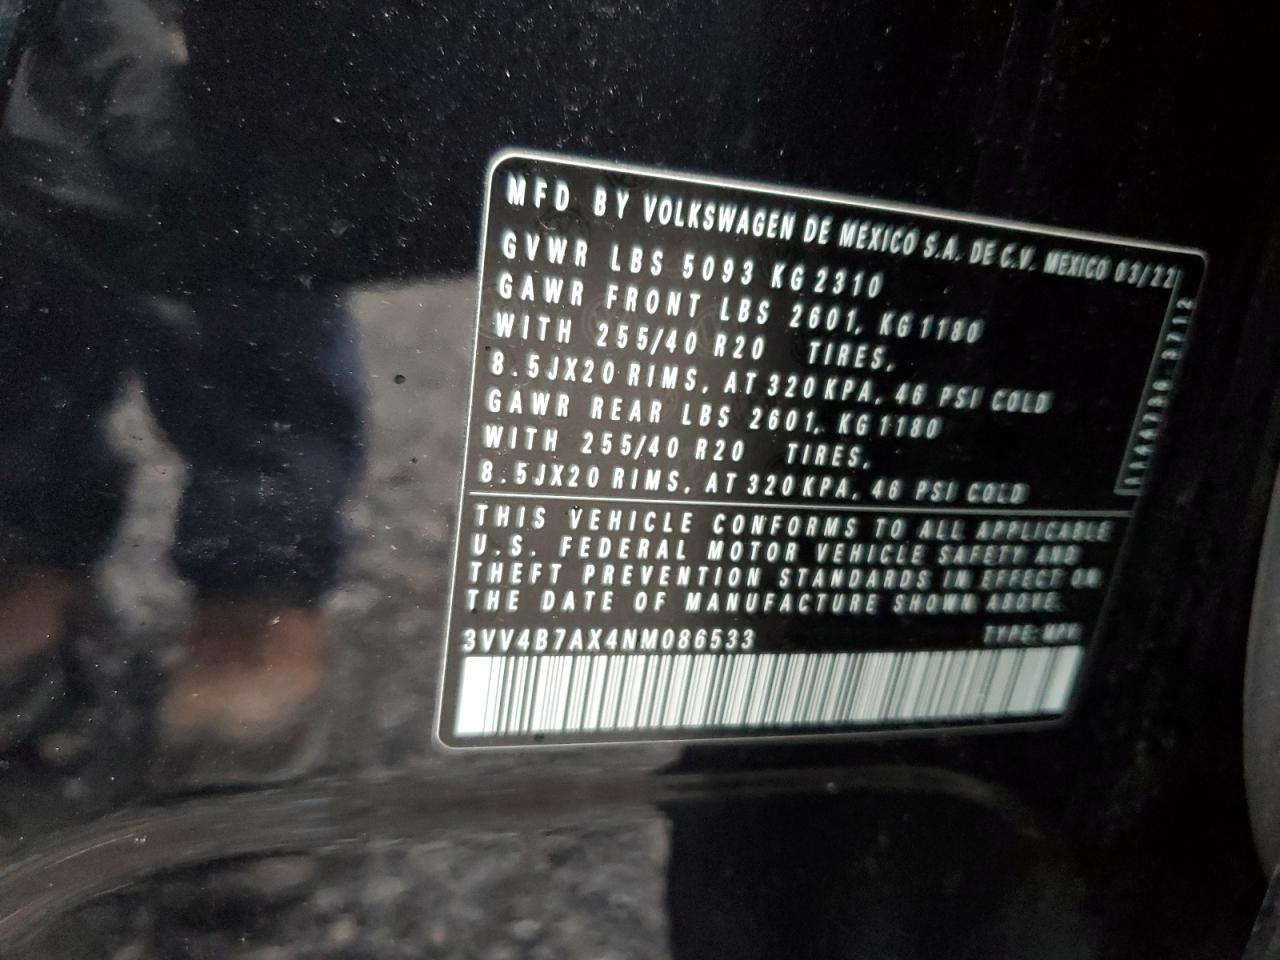 MFD BY VOLKSWAGEN DE MEXICO S.A. DE C.V. MEXICO 03/22
GVWR LBS 5093 KG 2310
GAWR FRONT LBS 2601, KG 1180
WITH 255/40 R20 TIRES,
8.5JX20 RIMS, AT 320 KPA, 46 PSI COLD
GAWR REAR LBS 2601, KG 1180
WITH 255/40 R20 TIRES,
8.5JX20 RIMS, AT 320 KPA, 46 PSI COLD
THIS VEHICLE CONFORMS TO ALL APPLICABLE
U.S. FEDERAL MOTOR VEHICLE SAFETY AND
THEFT PREVENTION STANDARDS IN EFFECT ON
THE DATE OF MANUFACTURE SHOWN ABOVE.
3VV4B7AX4NM086533 TYPE: MPV